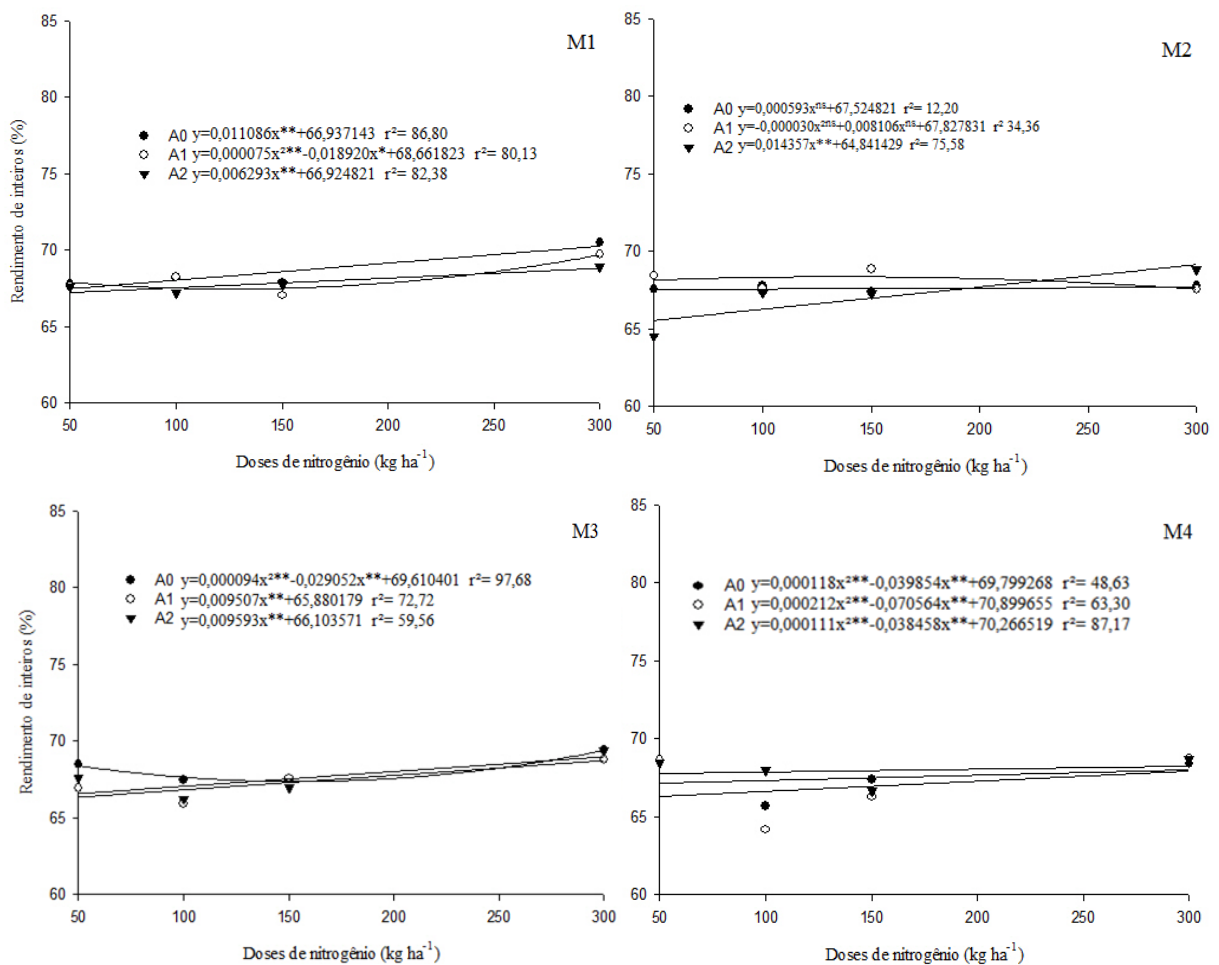 M1
A0 y=0,011086x**+66,937143 r²= 86,80
A1 y=0,000075x²**-0,018920x*+68,661823 r²= 80,13
A2 y=0,006293x**+66,924821 r²= 82,38
Rendimento de inteiros (%)
85
80
75
70
65
60
50
100
150
200
250
300
Doses de nitrogênio (kg ha⁻¹)
M2
A0 y=0,000593xⁿˢ+67,524821 r²= 12,20
A1 y=-0,000030x²ⁿˢ+0,008106xⁿˢ+67,827831 r² 34,36
A2 y=0,014357x**+64,841429 r²= 75,58
85
80
75
70
65
60
50
100
150
200
250
300
Doses de nitrogênio (kg ha⁻¹)
M3
A0 y=0,000094x²**-0,029052x**+69,610401 r²= 97,68
A1 y=0,009507x**+65,880179 r²= 72,72
A2 y=0,009593x**+66,103571 r²= 59,56
Rendimento de inteiros (%)
85
80
75
70
65
60
50
100
150
200
250
300
Doses de nitrogênio (kg ha⁻¹)
M4
A0 y=0,000118x²**-0,039854x**+69,799268 r²= 48,63
A1 y=0,000212x²**-0,070564x**+70,899655 r²= 63,30
A2 y=0,000111x²**-0,038458x**+70,266519 r²= 87,17
85
80
75
70
65
60
50
100
150
200
250
300
Doses de nitrogênio (kg ha⁻¹)